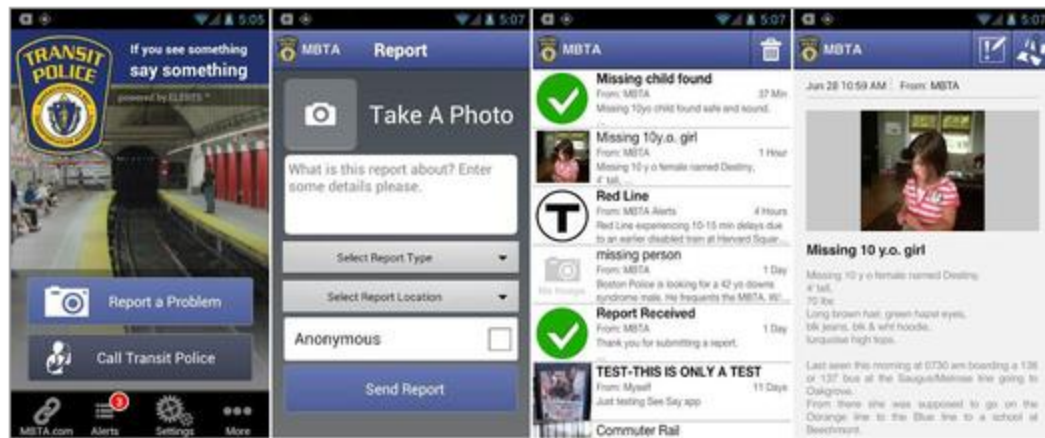 5:05
TRANSIT
POLICE
If you see something
say something
powered by ELERTS ™
Report a Problem
Call Transit Police
MBTA.com
3
Alerts
Settings
More
5:07
MBTA
Report
Take A Photo
What is this report about? Enter
some details please.
Select Report Type
Select Report Location
Anonymous
Send Report
5:07
MBTA
Missing child found
From: MBTA 37 Min
Missing 10yo child found safe and sound.
...
Missing 10y.o. girl
From: MBTA 1 Hour
Missing 10 y o female named Destiny,
4' tall, ...
T
Red Line
From: MBTA Alerts 4 Hours
Red Line experiencing 10-15 min delays due
to an earlier disabled train at Harvard Squar...
missing person
From: MBTA 1 Day
No Image
Boston Police is looking for a 42 yo downs
syndrome male. He frequents the MBTA.
Report Received
From: MBTA 1 Day
Thank you for submitting a report.
...
TEST-THIS IS ONLY A TEST
From: Myself 11 Days
Just testing See Say app
Commuter Rail
5:07
MBTA
Jun 28 10:59 AM From: MBTA
Missing 10 y.o. girl
Missing 10 y o female named Destiny,
4' tall,
70 lbs
Long brown hair, green hazel eyes,
blk jeans, blk & wht hoodie,
turquoise high tops.
Last seen this morning at 0730 am boarding a 136
or 137 bus at the Saugus/Melrose line going to
Oakgrove.
From there she was supposed to go on the
Oorange line to the Blue line to a school at
Beachmont.